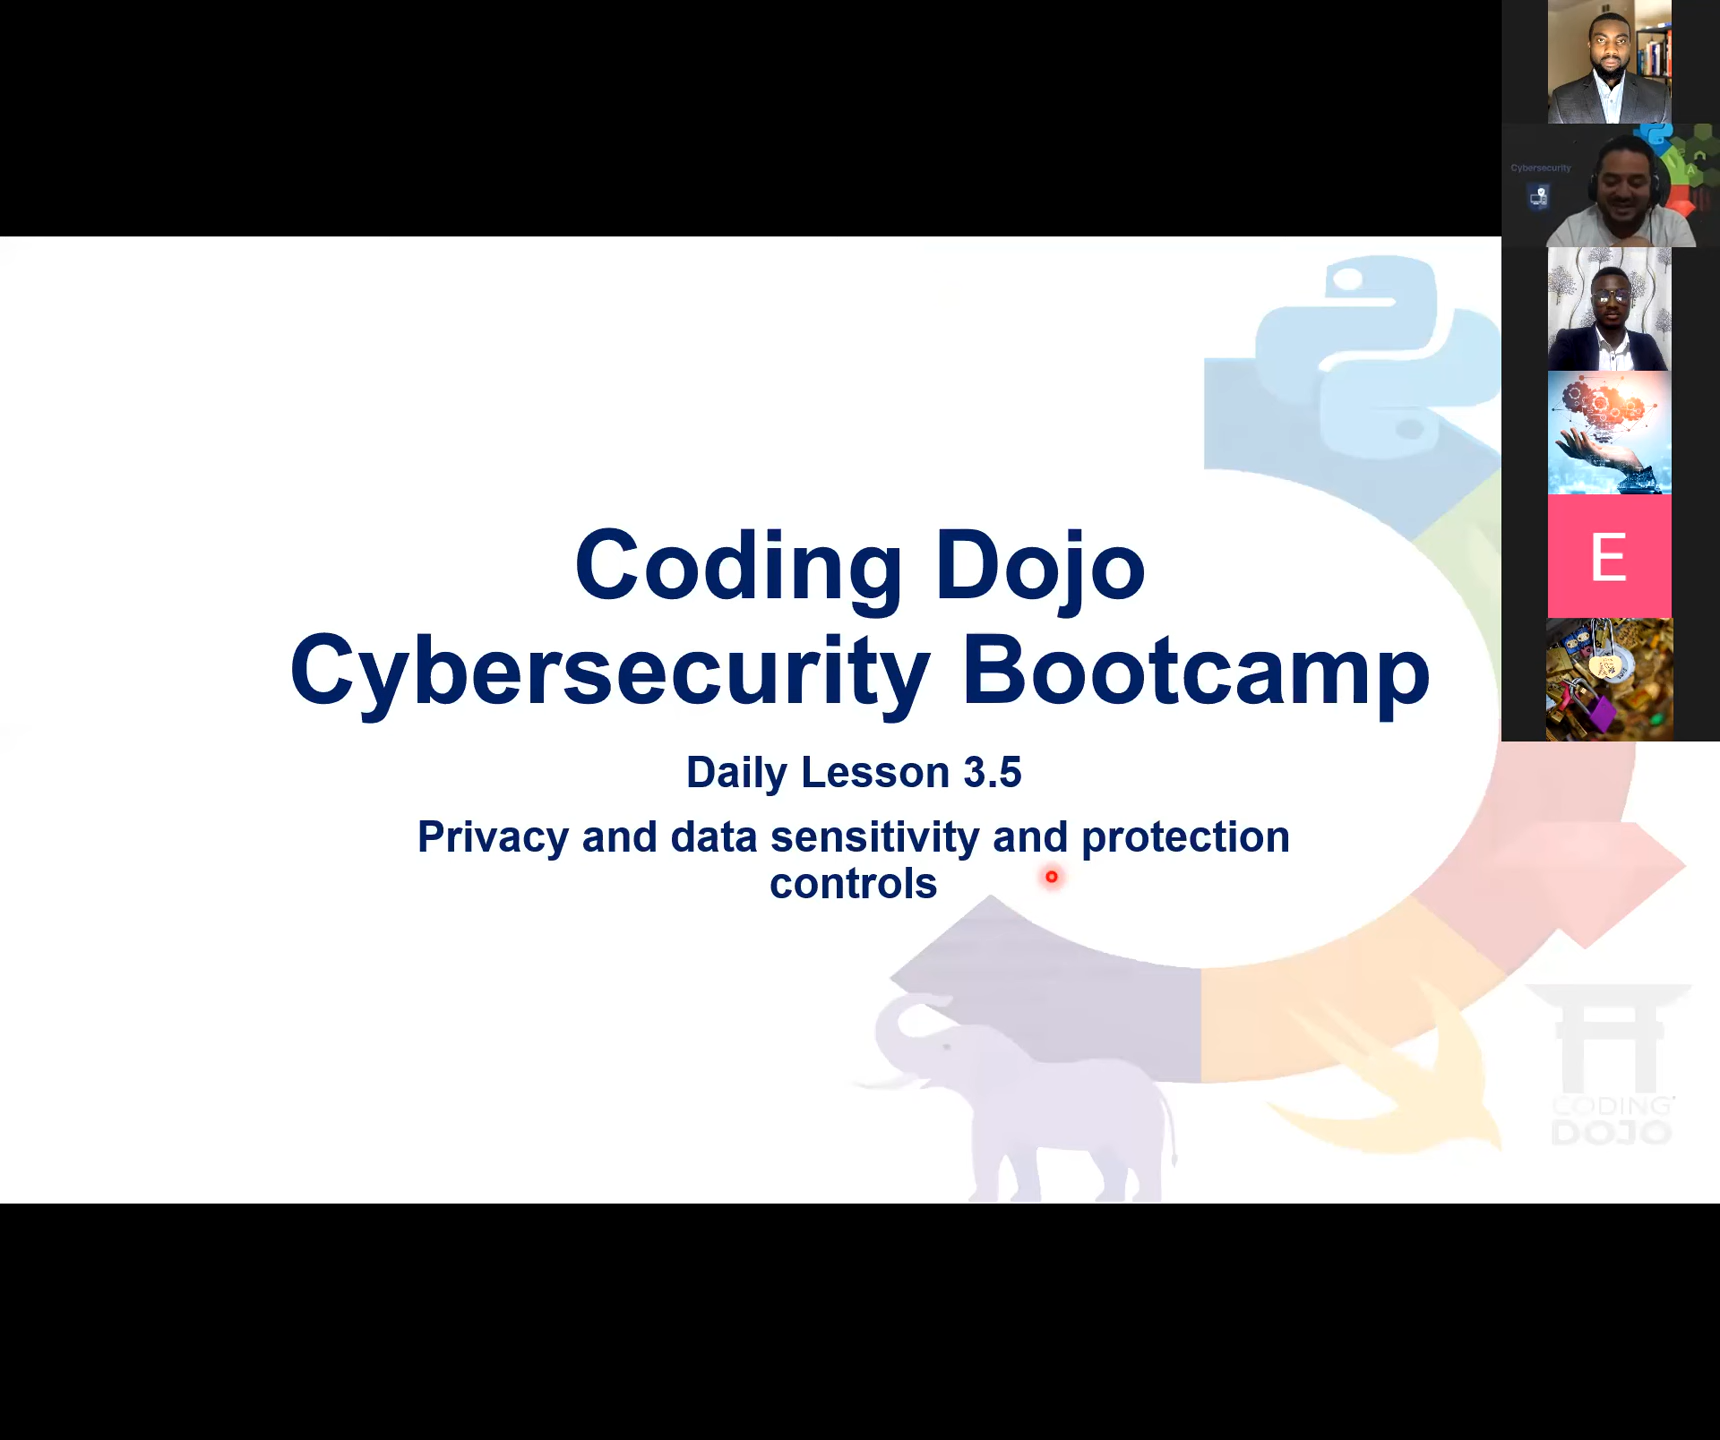 Coding Dojo
Cybersecurity Bootcamp
Daily Lesson 3.5
Privacy and data sensitivity and protection
controls
Cybersecurity
E
CODING
DOJO